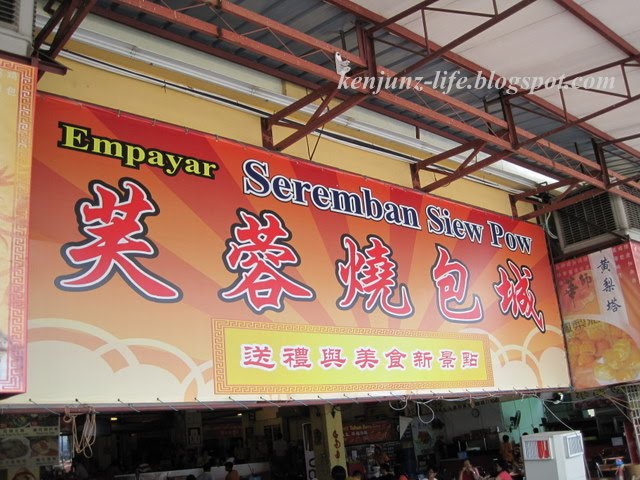 kenjunz-life.blogspot.com
Empayar
Seremban Siew Pow
芙蓉燒包城
送禮與美食新景點
黃梨塔